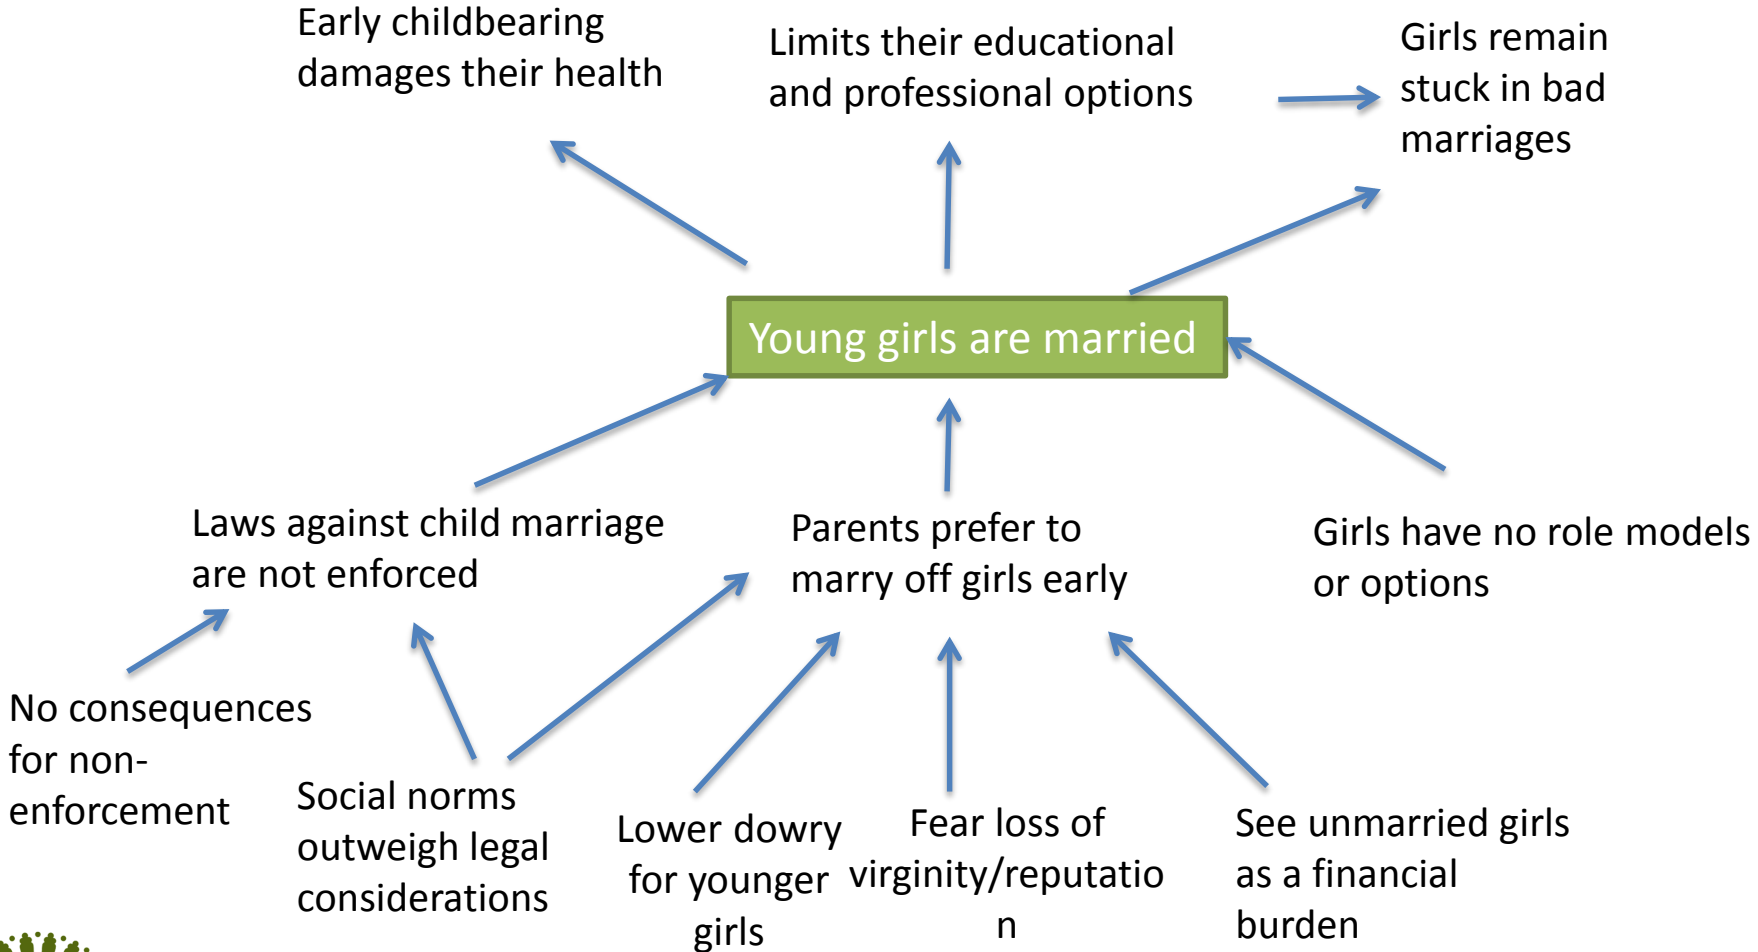 Early childbearing
damages their health
Limits their educational
and professional options
Girls remain
stuck in bad
marriages
Young girls are married
Laws against child marriage
are not enforced
Parents prefer to
marry off girls early
Girls have no role models
or options
No consequences
for non-
enforcement
Social norms
outweigh legal
considerations
Lower dowry
for younger
girls
Fear loss of
virginity/reputatio
n
See unmarried girls
as a financial
burden